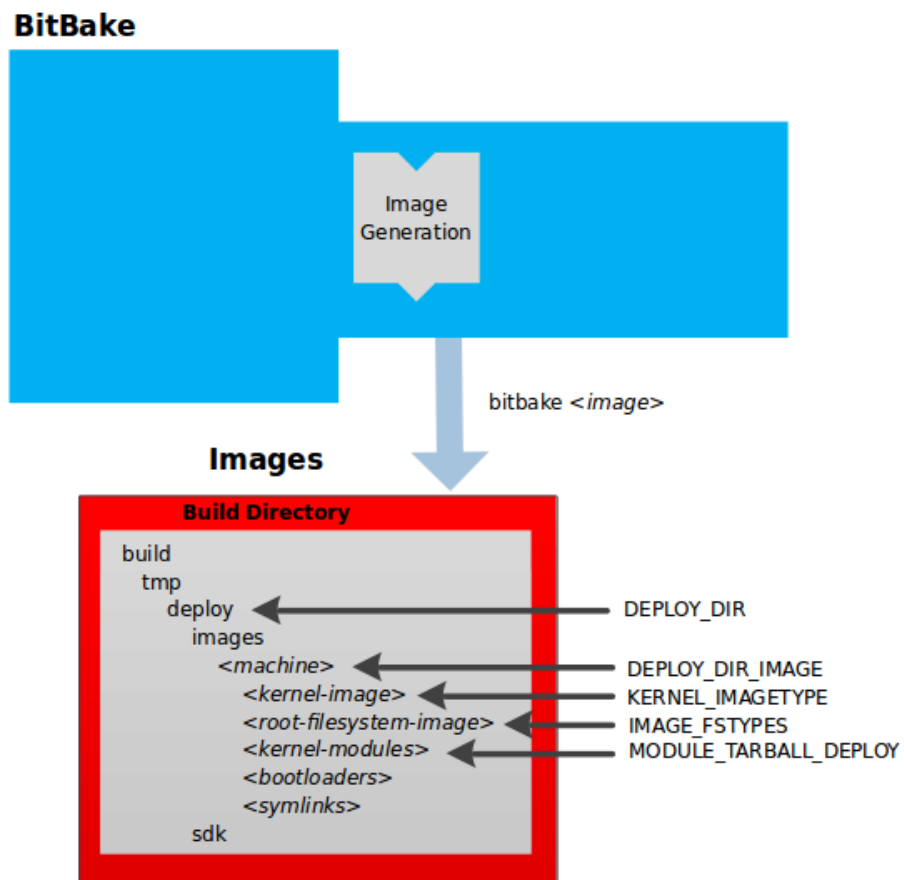 BitBake
Image
Generation
bitbake <image>
Images
Build Directory
build
tmp
deploy
DEPLOY_DIR
images
<machine>
DEPLOY_DIR_IMAGE
<kernel-image>
KERNEL_IMAGETYPE
<root-filesystem-image>
IMAGE_FSTYPES
<kernel-modules>
MODULE_TARBALL_DEPLOY
<bootloaders>
<symlinks>
sdk